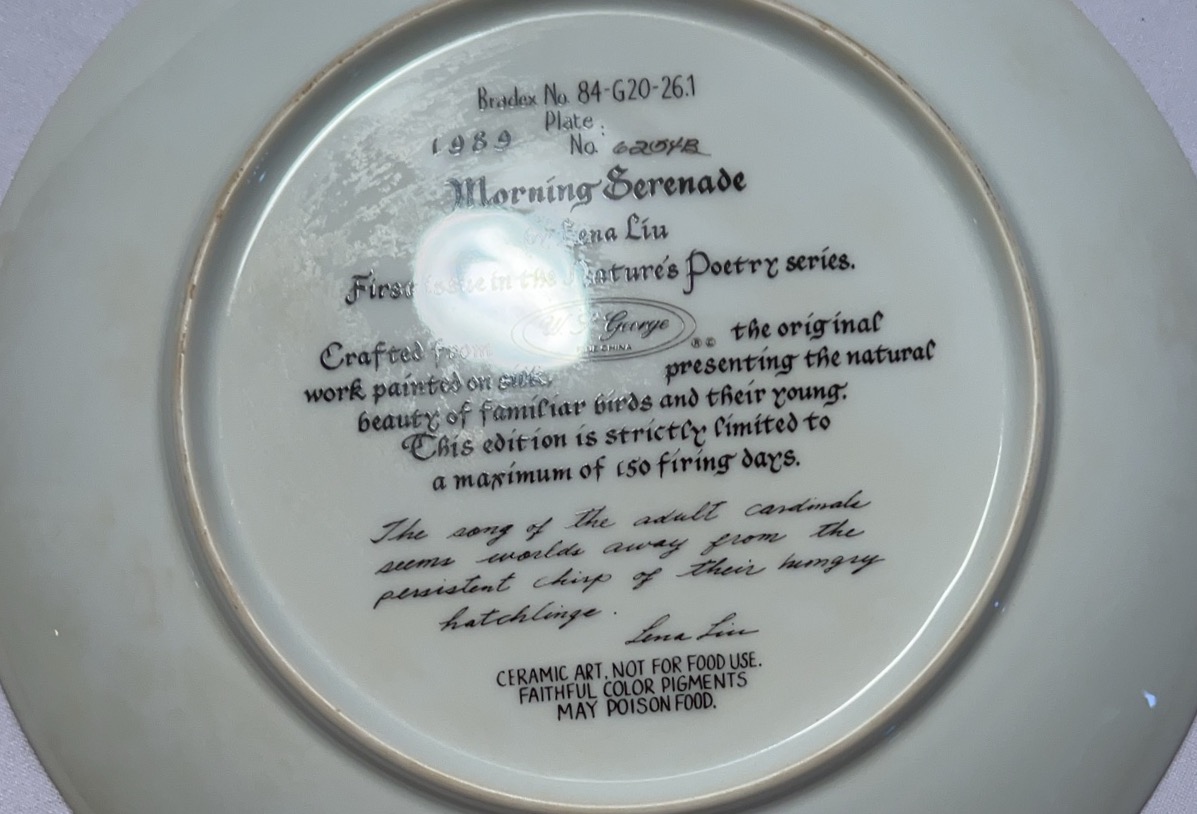 Bradex No. 84-G20-26.1
Plate
1989 No. 6254B
Morning Serenade
Lena Liu
First issue in the Nature's Poetry series.
George
® © the original
Crafted from
presenting the natural
work painted on silk,
beauty of familiar birds and their young.
This edition is strictly limited to
a maximum of 150 firing days.
The song of the adult cardinals
seems worlds away from the
persistent chirp of their hungry
hatchlings.
Lena Liu
CERAMIC ART, NOT FOR FOOD USE.
FAITHFUL COLOR PIGMENTS
MAY POISON FOOD.